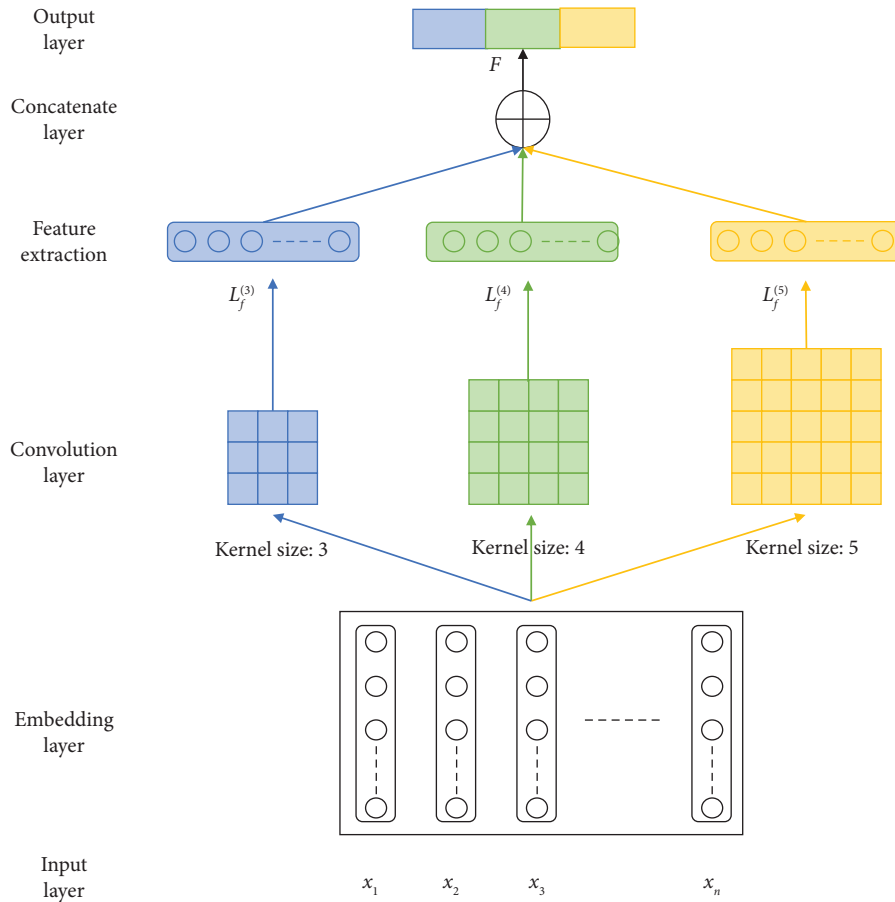 Output
layer
F
Concatenate
layer
Feature
extraction
L_f^{(3)} L_f^{(4)} L_f^{(5)}
Convolution
layer
Kernel size: 3 Kernel size: 4 Kernel size: 5
Embedding
layer
Input
layer
x_1 x_2 x_3 x_n